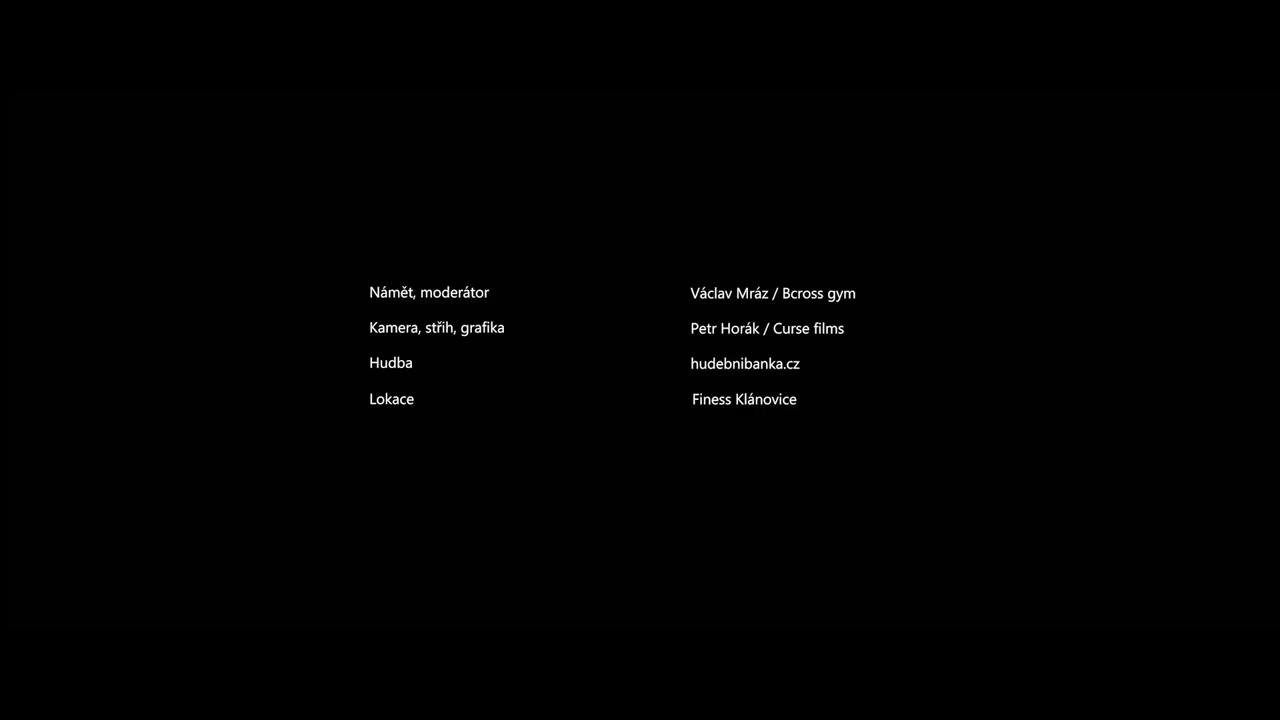 Námět, moderátor Václav Mráz / Bcross gym
Kamera, střih, grafika Petr Horák / Curse films
Hudba hudebnibanka.cz
Lokace Finess Klánovice